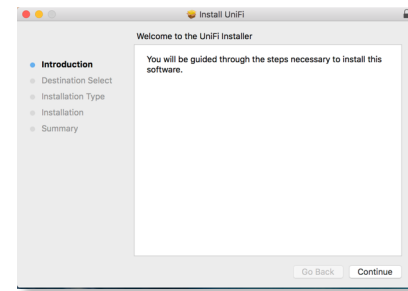 Install UniFi
Welcome to the UniFi Installer
Introduction
Destination Select
Installation Type
Installation
Summary
You will be guided through the steps necessary to install this
software.
Go Back
Continue